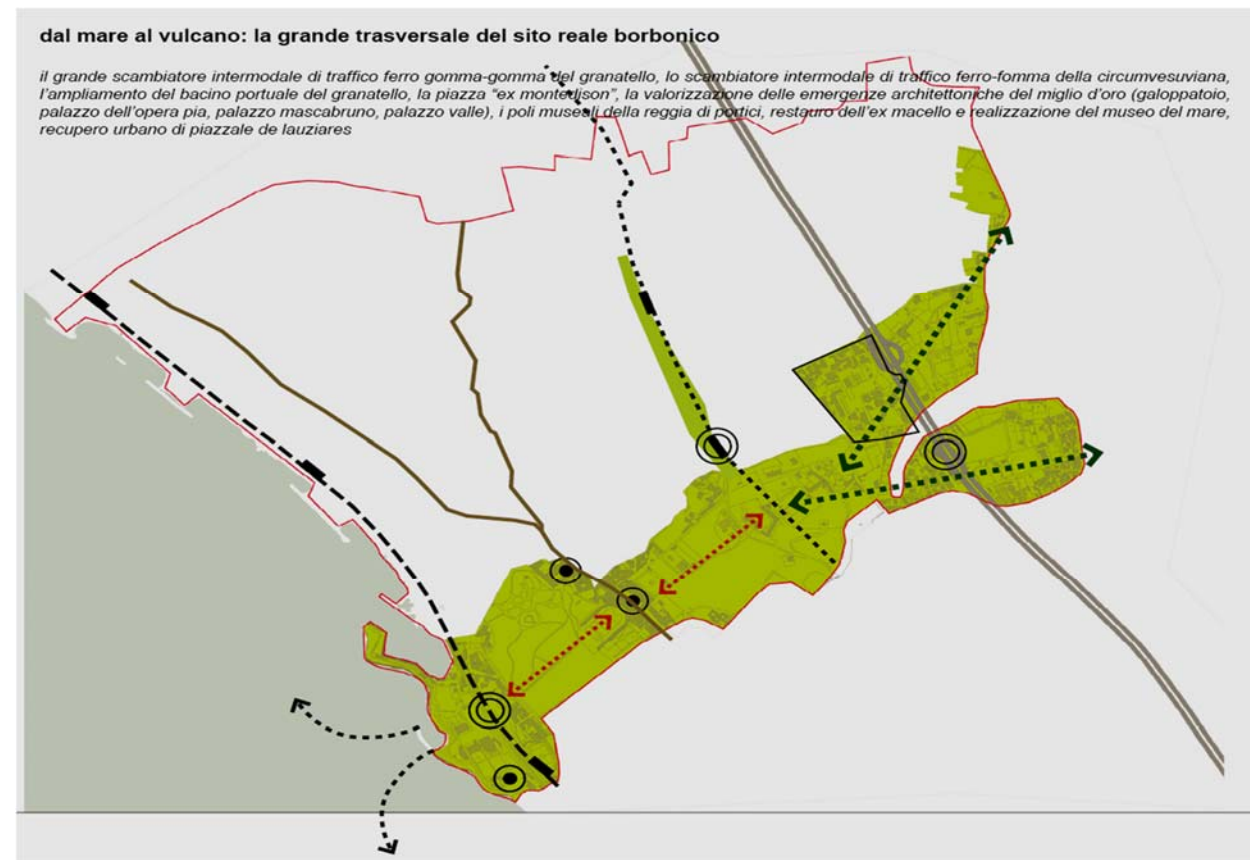 dal mare al vulcano: la grande trasversale del sito reale borbonico
il grande scambiatore intermodale di traffico ferro gomma-gomma del granatello, lo scambiatore intermodale di traffico ferro-fomma della circumvesuviana,
l'ampliamento del bacino portuale del granatello, la piazza “ex montedison”, la valorizzazione delle emergenze architettoniche del miglio d'oro (galoppatoio,
palazzo dell'opera pia, palazzo mascabruno, palazzo valle), i poli museali della reggia di portici, restauro dell'ex macello e realizzazione del museo del mare,
recupero urbano di piazzale de lauziares